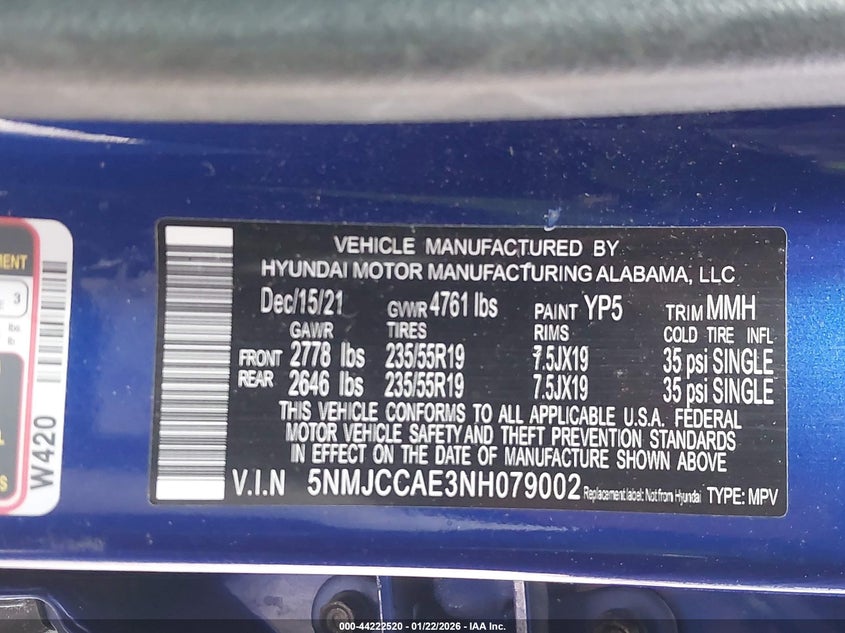 VEHICLE MANUFACTURED BY
HYUNDAI MOTOR MANUFACTURING ALABAMA, LLC
Dec/15/21 GVWR 4761 lbs PAINT YP5 TRIM MMH
GAWR TIRES RIMS COLD TIRE INFL
FRONT 2778 lbs 235/55R19 7.5JX19 35 psi SINGLE
REAR 2646 lbs 235/55R19 7.5JX19 35 psi SINGLE
THIS VEHICLE CONFORMS TO ALL APPLICABLE U.S.A. FEDERAL
MOTOR VEHICLE SAFETY AND THEFT PREVENTION STANDARDS
IN EFFECT ON THE DATE OF MANUFACTURE SHOWN ABOVE
V.I.N 5NMJCCAE3NH079002 Replacement label: Not from Hyundai TYPE: MPV
MENT
3
lbs
lb
W420
000-44222520 - 01/22/2026 - IAA Inc.